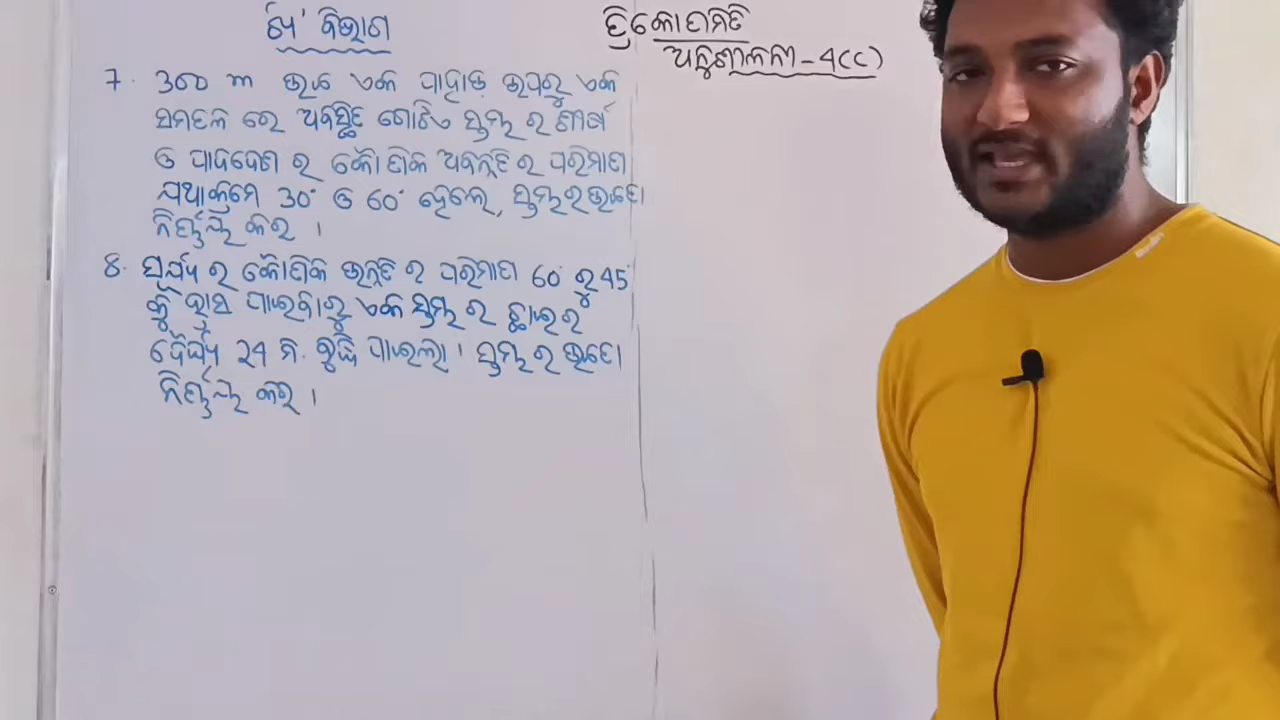 'ଖ' ବିଭାଗ
ତ୍ରିକୋଣମିତି
ଅନୁଶୀଳନୀ - 4(c)
7. 300 m ଉଚ୍ଚ ଏକ ପାହାଡ଼ ଉପରୁ ଏକ
ସମତଳ ରେ ଅବସ୍ଥିତ ଗୋଟିଏ ସ୍ତମ୍ଭ ର ଶୀର୍ଷ
ଓ ପାଦଦେଶ ର କୌଣିକ ଅବନତି ର ପରିମାଣ
ଯଥାକ୍ରମେ 30° ଓ 60° ହେଲେ, ସ୍ତମ୍ଭର ଉଚ୍ଚତା
ନିର୍ଣ୍ଣୟ କର ।
8. ସୂର୍ଯ୍ୟ ର କୌଣିକ ଉନ୍ନତି ର ପରିମାଣ 60° ରୁ 45°
କୁ ହ୍ରାସ ପାଇବାରୁ ଏକ ସ୍ତମ୍ଭ ର ଛାଇର
ଦୈର୍ଘ୍ୟ 24 ମି. ବୃଦ୍ଧି ପାଇଲା । ସ୍ତମ୍ଭ ର ଉଚ୍ଚତା
ନିର୍ଣ୍ଣୟ କର ।